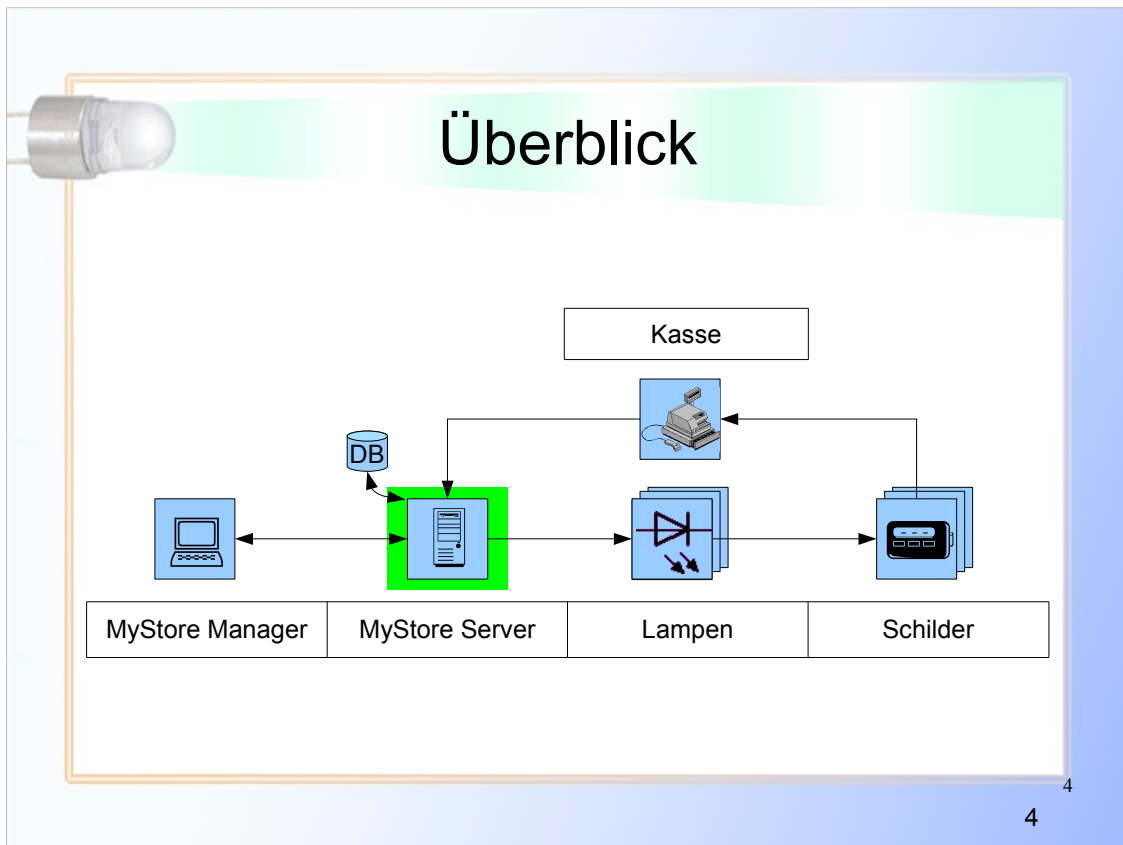 Überblick
Kasse
DB
MyStore Manager
MyStore Server
Lampen
Schilder
4
4